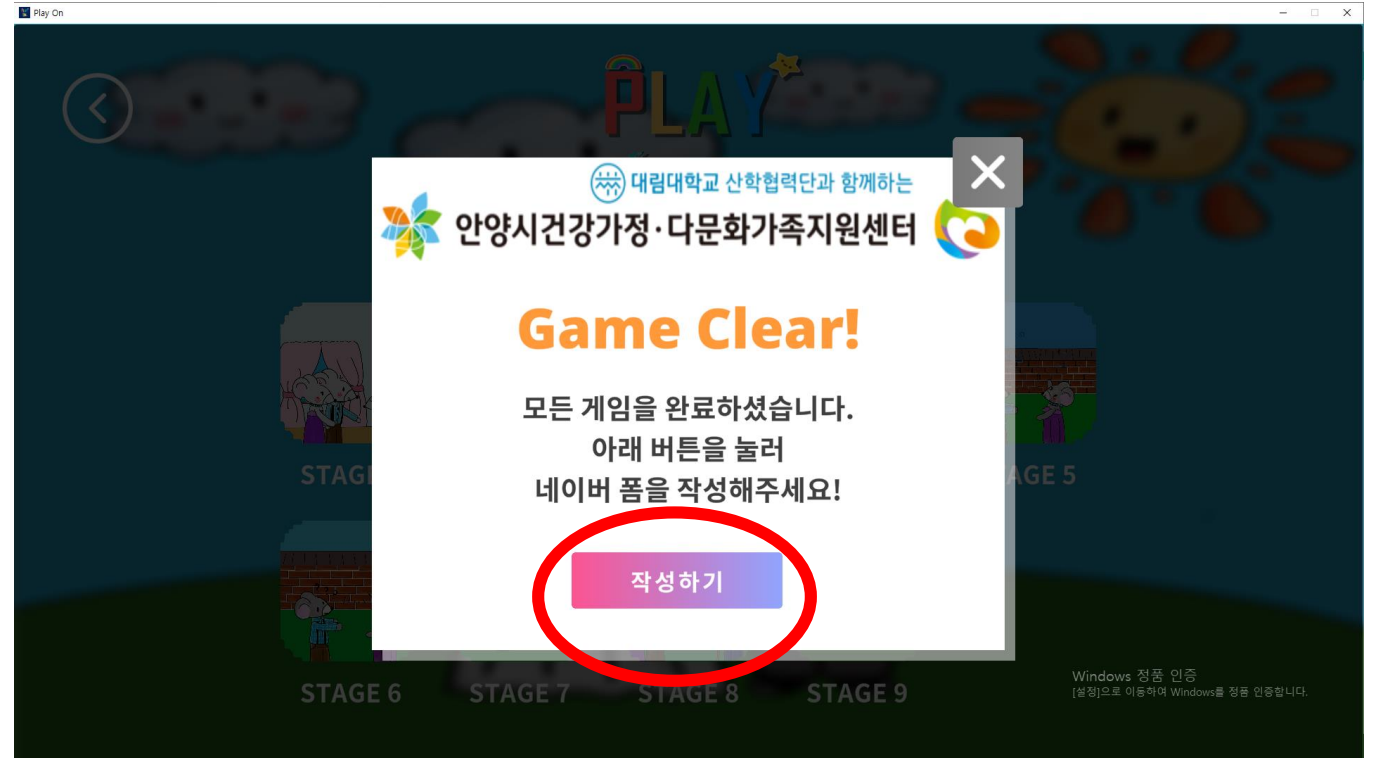 Play On
PLAY
대림대학교 산학협력단과 함께하는
안양시건강가정·다문화가족지원센터
Game Clear!
모든 게임을 완료하셨습니다.
아래 버튼을 눌러
네이버 폼을 작성해주세요!
작성하기
STAGE 5
STAGE 6
STAGE 7
STAGE 8
STAGE 9
Windows 정품 인증
[설정]으로 이동하여 Windows를 정품 인증합니다.